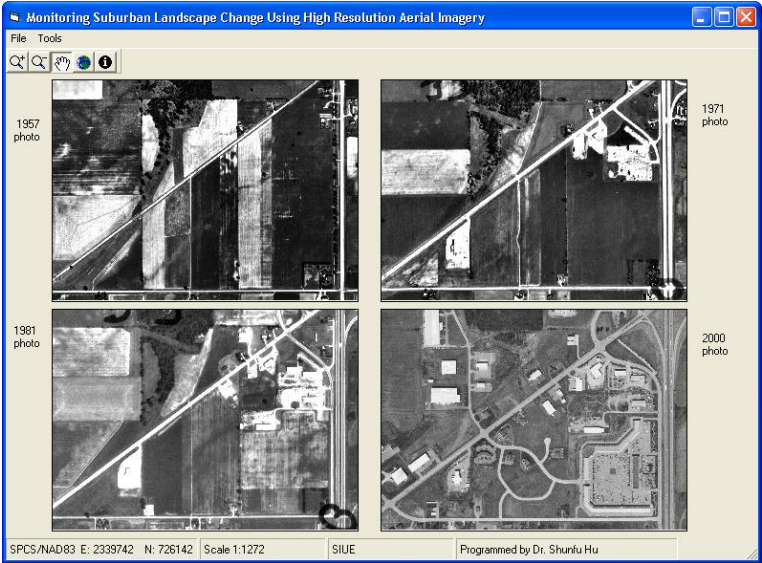 Monitoring Suburban Landscape Change Using High Resolution Aerial Imagery
File Tools
1957
photo
1971
photo
1981
photo
2000
photo
SPCS/NAD83 E: 2339742 N: 726142 Scale 1:1272 SIUE Programmed by Dr. Shunfu Hu